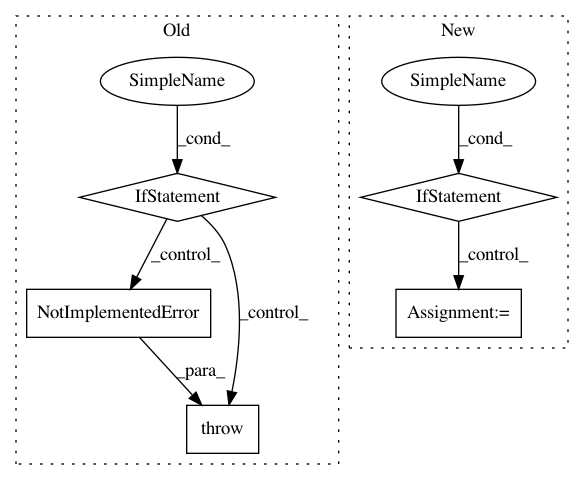 Old
New
SimpleName
SimpleName
_cond_
_cond_
IfStatement
IfStatement
_control_
_control_
_control_
NotImplementedError
Assignment:=
_para_
throw